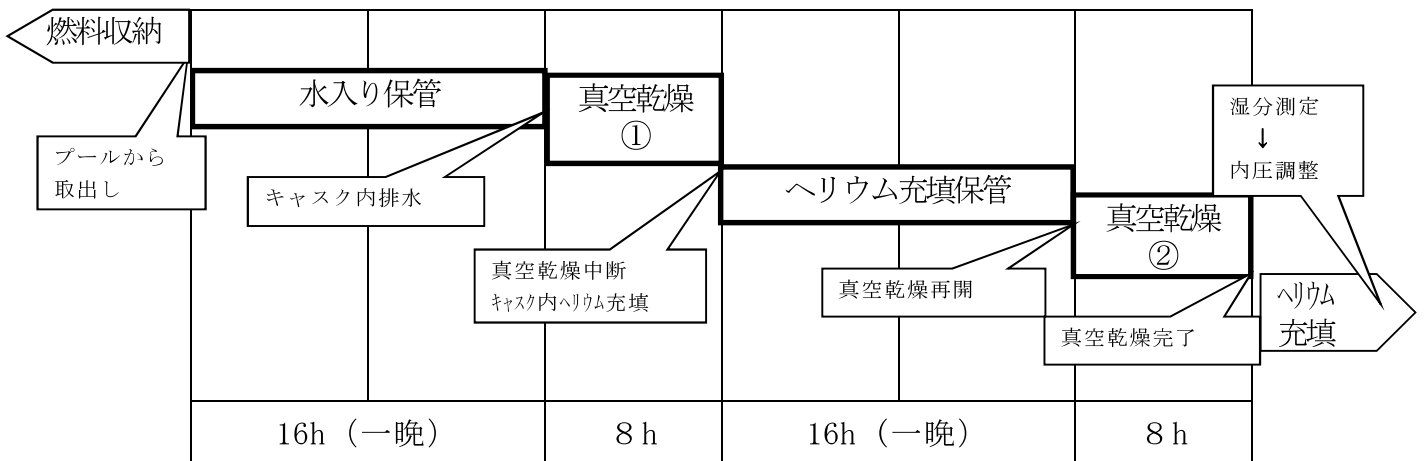 燃料収納
水入り保管
真空乾燥
①
プールから
取出し
キャスク内排水
真空乾燥中断
ｷｬｽｸ内ﾍﾘｳﾑ充填
ヘリウム充填保管
真空乾燥再開
真空乾燥
②
真空乾燥完了
湿分測定
↓
内圧調整
ﾍﾘｳﾑ
充填
16h（一晩）
８ｈ
16h（一晩）
８ｈ